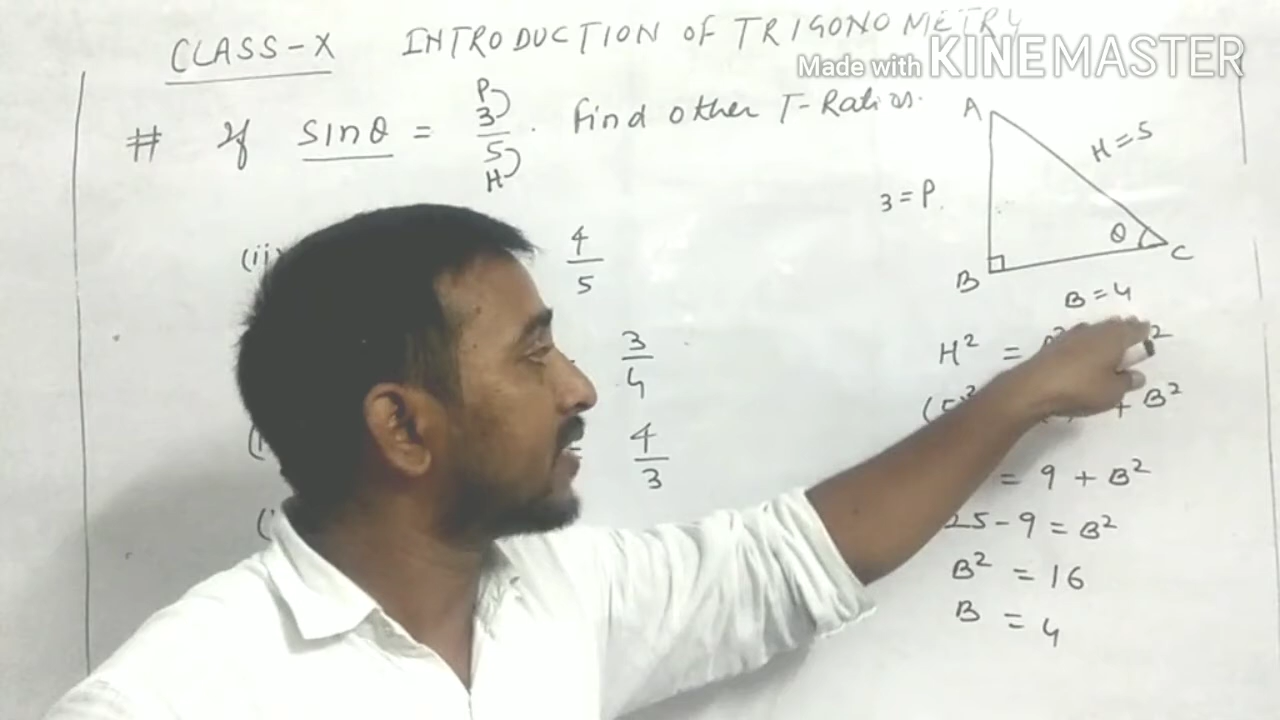 CLASS-X INTRODUCTION OF TRIGONOMETRY
Made with KINEMASTER
# If sinθ = 3/5 . Find other T-Ratios.
P
H
A
H = 5
3 = P.
θ
B
C
B = 4
(ii) 4/5
3/4
= 4/3
H² =
B²
= 9 + B²
25 - 9 = B²
B² = 16
B = 4